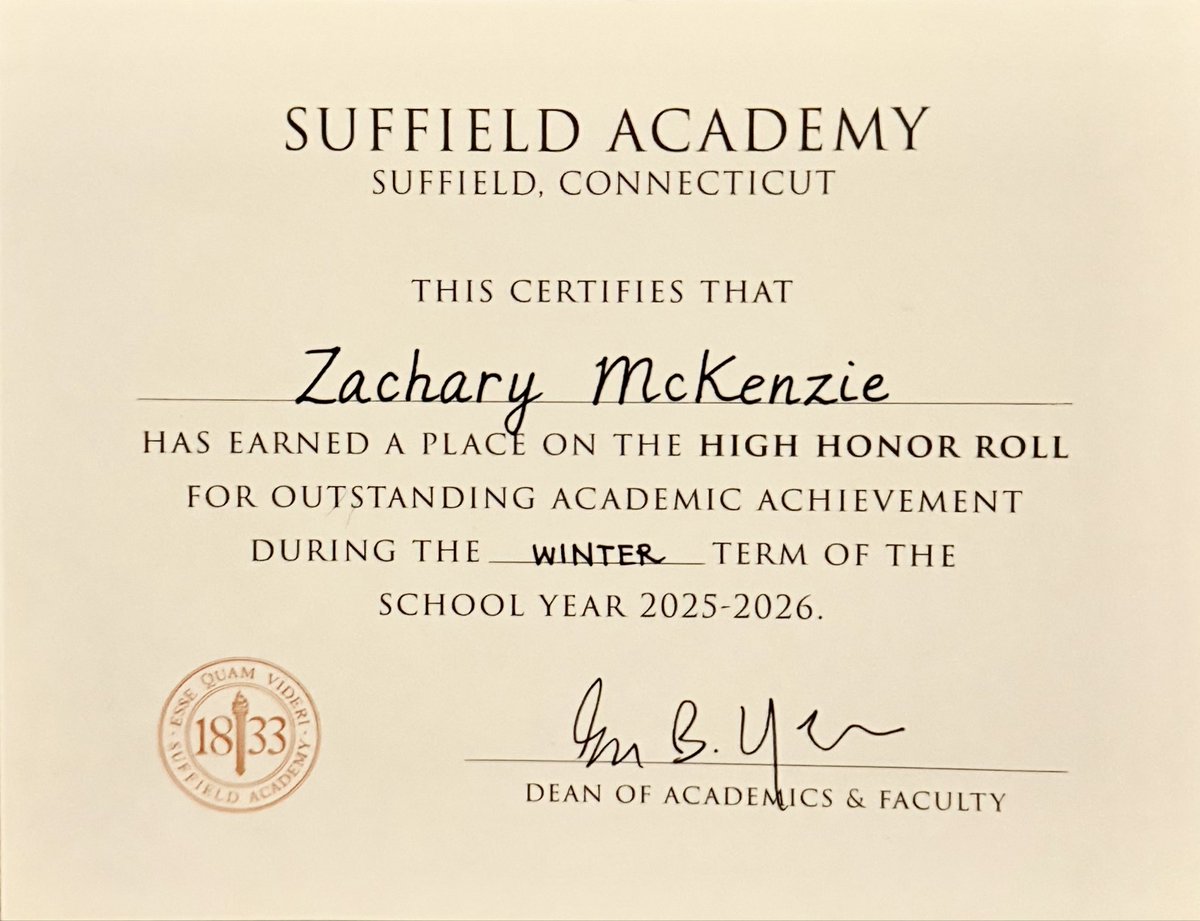 SUFFIELD ACADEMY
SUFFIELD, CONNECTICUT
THIS CERTIFIES THAT
Zachary McKenzie
HAS EARNED A PLACE ON THE HIGH HONOR ROLL
FOR OUTSTANDING ACADEMIC ACHIEVEMENT
DURING THE WINTER TERM OF THE
SCHOOL YEAR 2025-2026.
ESSE QUAM VIDERI
1833
SUFFIELD ACADEMY
B.
DEAN OF ACADEMICS & FACULTY